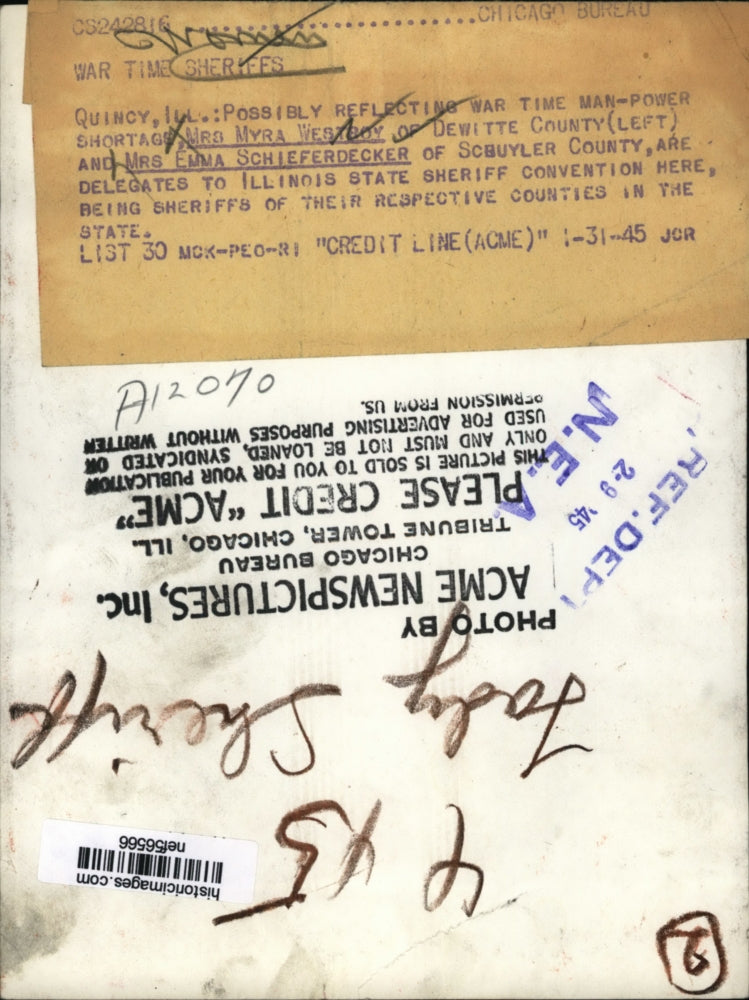 CS242816.....................CHICAGO BUREAU
Women
WAR TIME SHERIFFS
QUINCY, ILL.:POSSIBLY REFLECTING WAR TIME MAN-POWER
SHORTAGE, MRS MYRA WESTROY OF DEWITTE COUNTY(LEFT)
AND MRS EMMA SCHIEFERDECKER OF SCBUYLER COUNTY, ARE
DELEGATES TO ILLINOIS STATE SHERIFF CONVENTION HERE,
BEING SHERIFFS OF THEIR RESPECTIVE COUNTIES IN THE
STATE.
LIST 30 MCK-PEO-RI "CREDIT LINE(ACME)" 1-31-45 JGR
A12070
PHOTO BY
ACME NEWSPICTURES, Inc.
CHICAGO BUREAU
TRIBUNE TOWER, CHICAGO, ILL.
PLEASE CREDIT "ACME"
THIS PICTURE IS SOLD TO YOU FOR YOUR PUBLICATION
ONLY AND MUST NOT BE LOANED, SYNDICATED OR
USED FOR ADVERTISING PURPOSES WITHOUT WRITTEN
PERMISSION FROM US.
N.E.A.
2-9 '45
REF. DEPT
Lady Sheriff
historicimages.com
nef56566
2